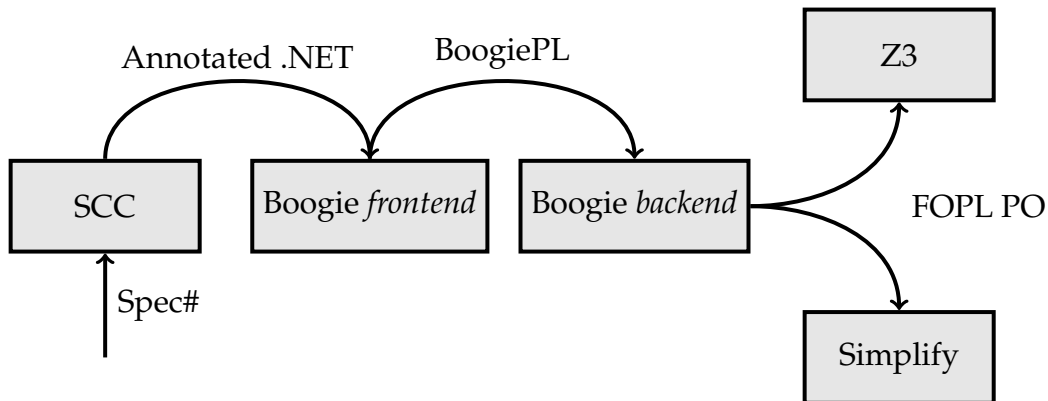 Annotated .NET
BoogiePL
Z3
SCC
Boogie frontend
Boogie backend
FOPL PO
Spec#
Simplify